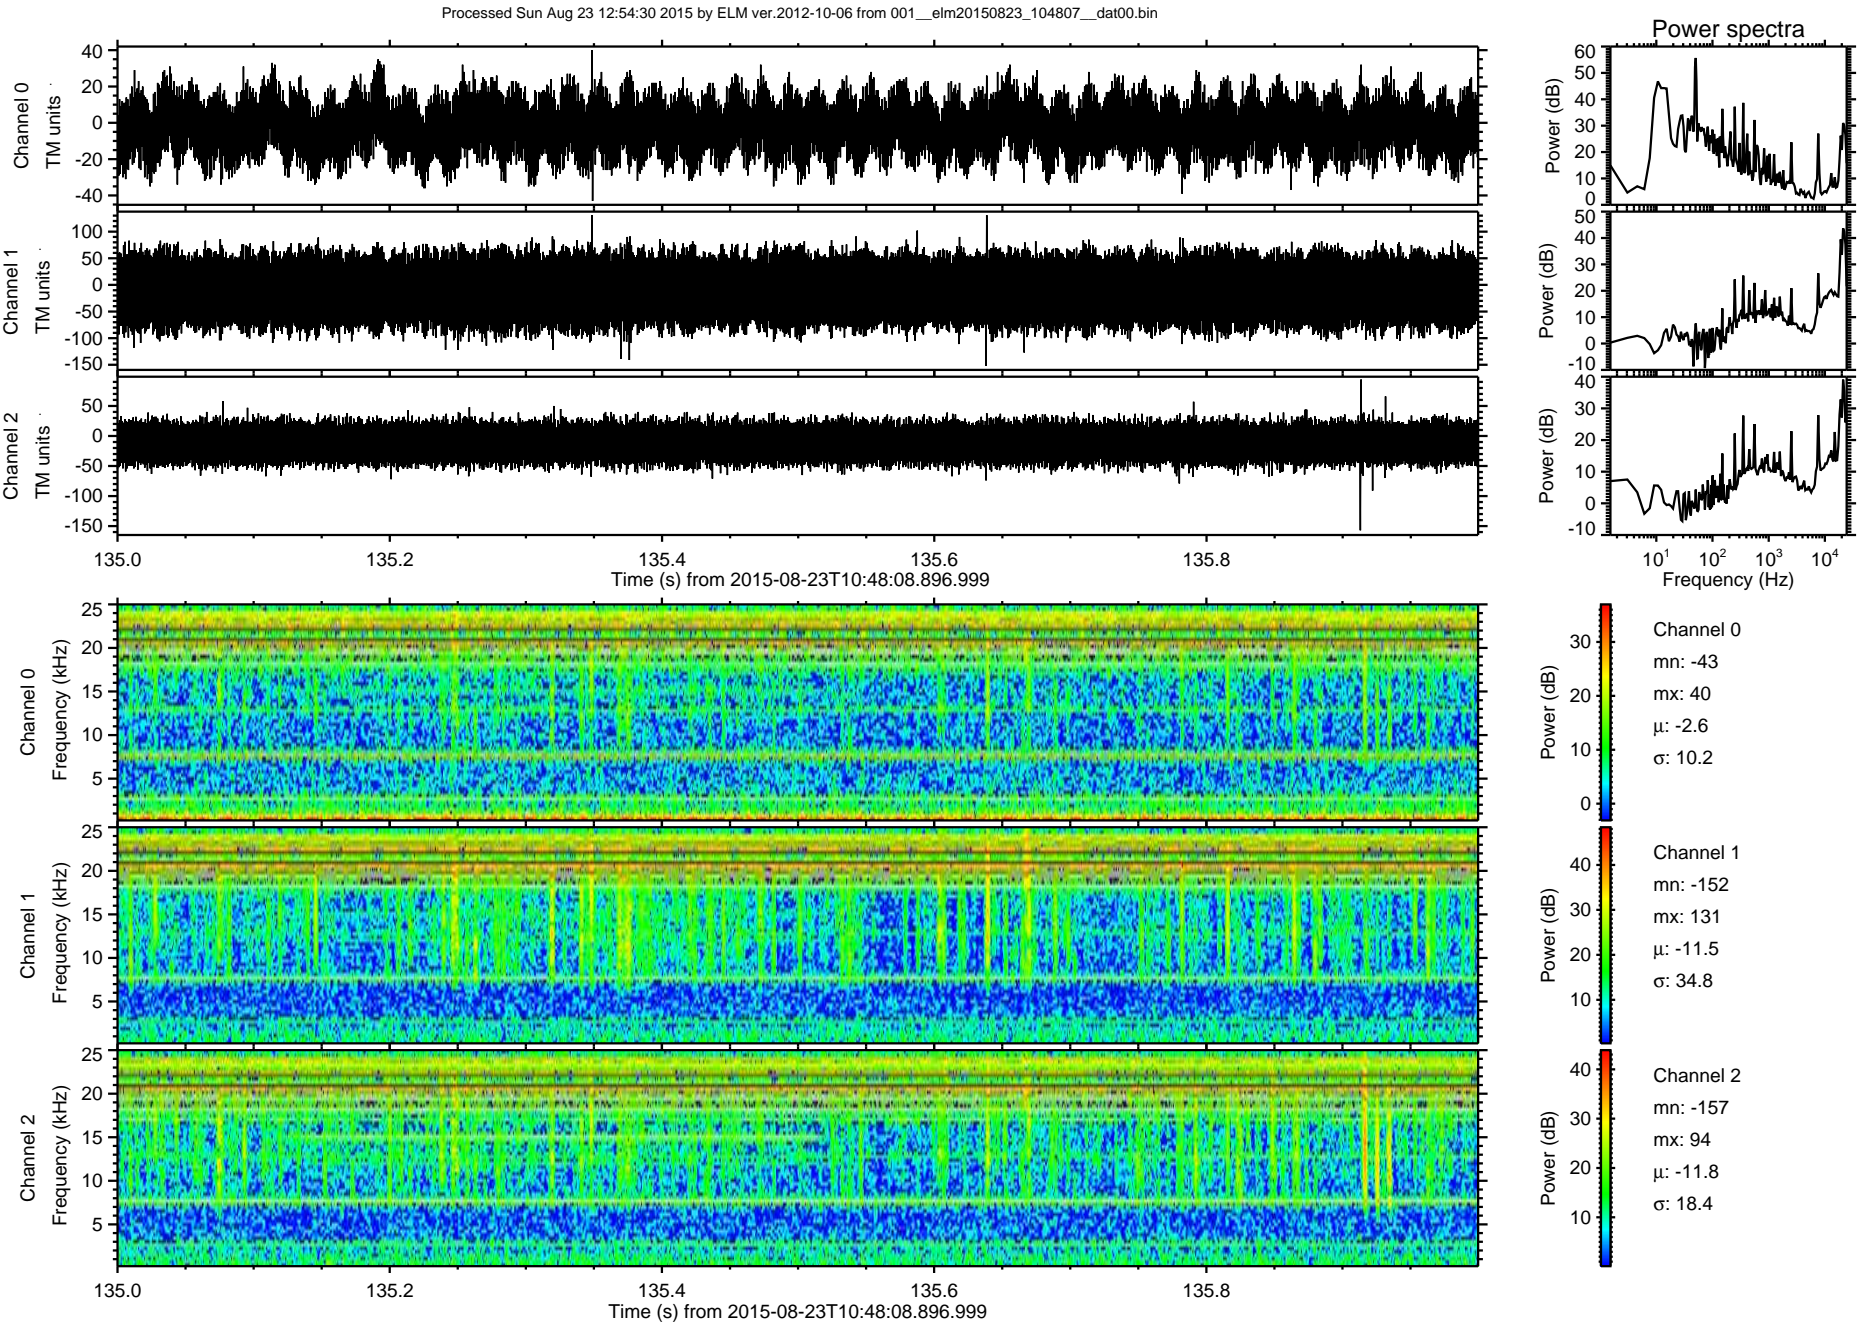 Processed Sun Aug 23 12:54:30 2015 by ELM ver.2012-10-06 from 001__elm20150823_104807__dat00.bin
Power spectra
Channel 0
TM units
40
20
0
-20
-40
Power (dB)
60
50
40
30
20
10
0
Channel 1
TM units
100
50
0
-50
-100
-150
Power (dB)
50
40
30
20
10
0
-10
Channel 2
TM units
50
0
-50
-100
-150
Power (dB)
40
30
20
10
0
-10
135.0 135.2 135.4 135.6 135.8
Time (s) from 2015-08-23T10:48:08.896.999
10^1 10^2 10^3 10^4
Frequency (Hz)
Channel 0
Frequency (kHz)
25
20
15
10
5
Power (dB)
30
20
10
0
Channel 0
mn: -43
mx: 40
μ: -2.6
σ: 10.2
Channel 1
Frequency (kHz)
25
20
15
10
5
Power (dB)
40
30
20
10
Channel 1
mn: -152
mx: 131
μ: -11.5
σ: 34.8
Channel 2
Frequency (kHz)
25
20
15
10
5
Power (dB)
40
30
20
10
Channel 2
mn: -157
mx: 94
μ: -11.8
σ: 18.4
135.0 135.2 135.4 135.6 135.8
Time (s) from 2015-08-23T10:48:08.896.999